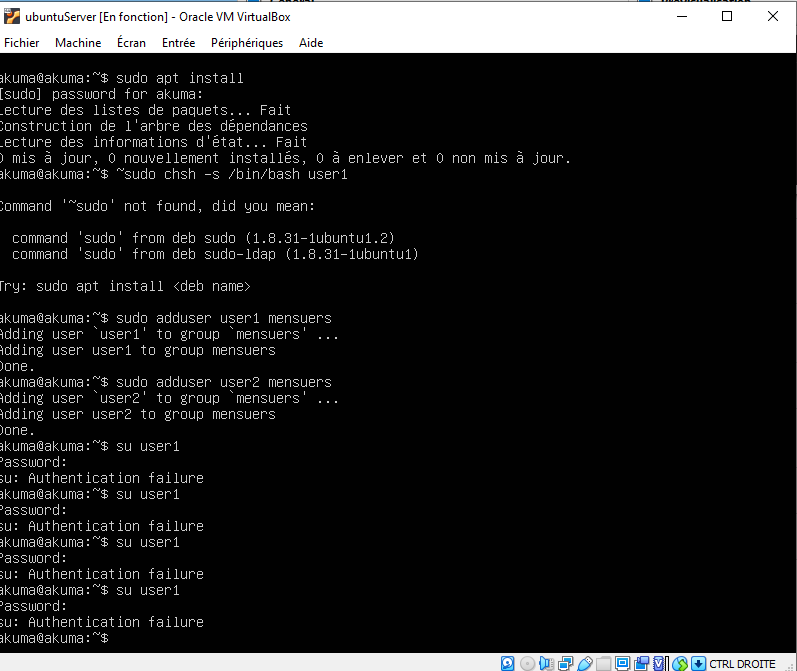 ubuntuServer [En fonction] - Oracle VM VirtualBox
Fichier Machine Écran Entrée Périphériques Aide
akuma@akuma:~$ sudo apt install
[sudo] password for akuma:
Lecture des listes de paquets... Fait
Construction de l'arbre des dépendances
Lecture des informations d'état... Fait
0 mis à jour, 0 nouvellement installés, 0 à enlever et 0 non mis à jour.
akuma@akuma:~$ ~sudo chsh -s /bin/bash user1
Command '~sudo' not found, did you mean:
command 'sudo' from deb sudo (1.8.31-1ubuntu1.2)
command 'sudo' from deb sudo-ldap (1.8.31-1ubuntu1)
Try: sudo apt install <deb name>
akuma@akuma:~$ sudo adduser user1 mensuers
Adding user `user1' to group `mensuers' ...
Adding user user1 to group mensuers
Done.
akuma@akuma:~$ sudo adduser user2 mensuers
Adding user `user2' to group `mensuers' ...
Adding user user2 to group mensuers
Done.
akuma@akuma:~$ su user1
Password:
su: Authentication failure
akuma@akuma:~$ su user1
Password:
su: Authentication failure
akuma@akuma:~$ su user1
Password:
su: Authentication failure
akuma@akuma:~$ su user1
Password:
su: Authentication failure
akuma@akuma:~$
CTRL DROITE